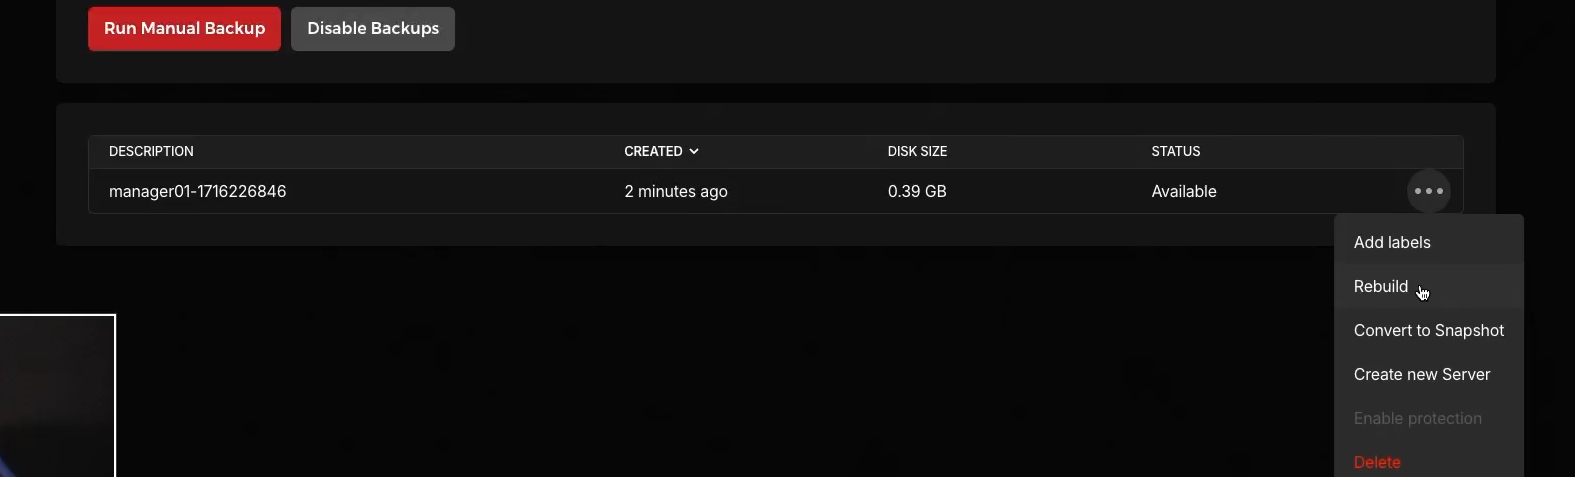 Run Manual Backup
Disable Backups
DESCRIPTION CREATED DISK SIZE STATUS
manager01-1716226846 2 minutes ago 0.39 GB Available
Add labels
Rebuild
Convert to Snapshot
Create new Server
Enable protection
Delete